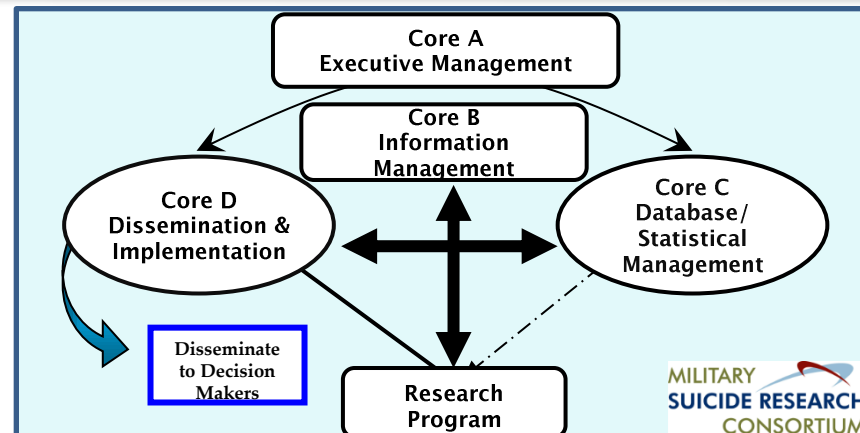 Core A
Executive Management
Core B
Information
Management
Core D
Dissemination &
Implementation
Core C
Database/
Statistical
Management
Disseminate
to Decision
Makers
Research
Program
MILITARY
SUICIDE RESEARCH
CONSORTIUM